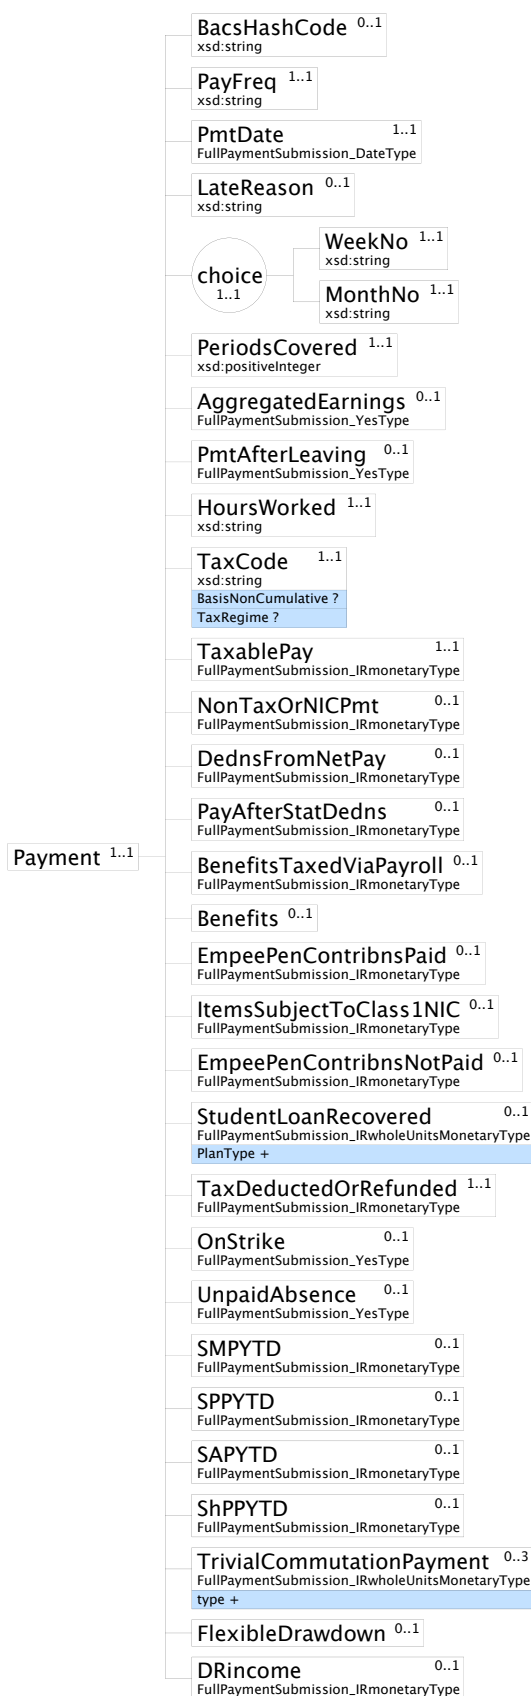 BacsHashCode 0..1
xsd:string
PayFreq 1..1
xsd:string
PmtDate 1..1
FullPaymentSubmission_DateType
LateReason 0..1
xsd:string
choice
1..1
WeekNo 1..1
xsd:string
MonthNo 1..1
xsd:string
PeriodsCovered 1..1
xsd:positiveInteger
AggregatedEarnings 0..1
FullPaymentSubmission_YesType
PmtAfterLeaving 0..1
FullPaymentSubmission_YesType
HoursWorked 1..1
xsd:string
TaxCode 1..1
xsd:string
BasisNonCumulative ?
TaxRegime ?
TaxablePay 1..1
FullPaymentSubmission_IRmonetaryType
NonTaxOrNICPmt 0..1
FullPaymentSubmission_IRmonetaryType
DednsFromNetPay 0..1
FullPaymentSubmission_IRmonetaryType
PayAfterStatDedns 0..1
FullPaymentSubmission_IRmonetaryType
Payment 1..1
BenefitsTaxedViaPayroll 0..1
FullPaymentSubmission_IRmonetaryType
Benefits 0..1
EmpeePenContribnsPaid 0..1
FullPaymentSubmission_IRmonetaryType
ItemsSubjectToClass1NIC 0..1
FullPaymentSubmission_IRmonetaryType
EmpeePenContribnsNotPaid 0..1
FullPaymentSubmission_IRmonetaryType
StudentLoanRecovered 0..1
FullPaymentSubmission_IRwholeUnitsMonetaryType
PlanType +
TaxDeductedOrRefunded 1..1
FullPaymentSubmission_IRmonetaryType
OnStrike 0..1
FullPaymentSubmission_YesType
UnpaidAbsence 0..1
FullPaymentSubmission_YesType
SMPYTD 0..1
FullPaymentSubmission_IRmonetaryType
SPPYTD 0..1
FullPaymentSubmission_IRmonetaryType
SAPYTD 0..1
FullPaymentSubmission_IRmonetaryType
ShPPYTD 0..1
FullPaymentSubmission_IRmonetaryType
TrivialCommutationPayment 0..3
FullPaymentSubmission_IRwholeUnitsMonetaryType
type +
FlexibleDrawdown 0..1
DRincome 0..1
FullPaymentSubmission_IRmonetaryType